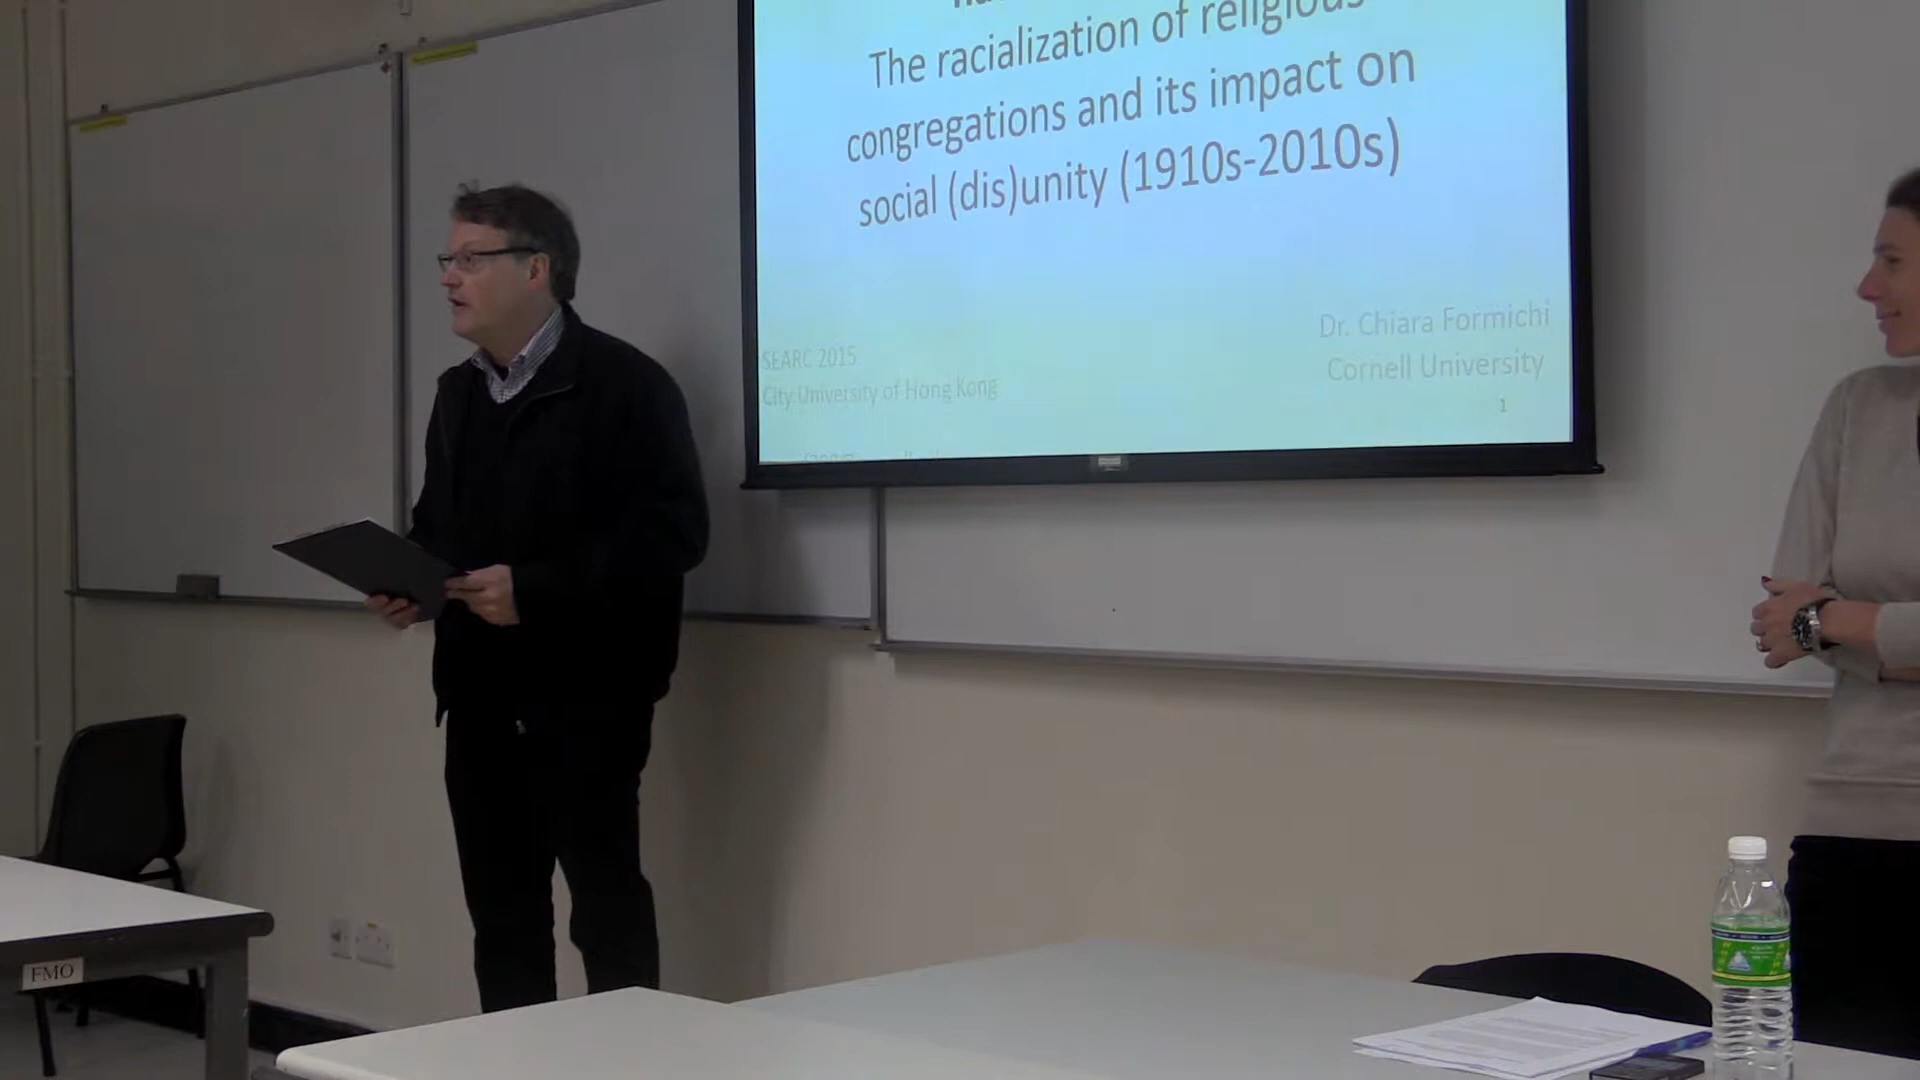 The racialization of religious
congregations and its impact on
social (dis)unity (1910s-2010s)
Dr. Chiara Formichi
SEARC 2015
Cornell University
City University of Hong Kong
1
FMO